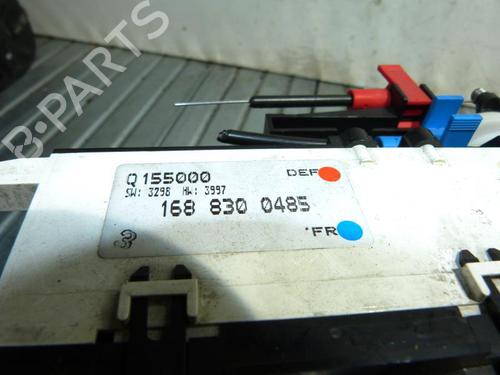 B-PARTS
Q155000
DEF
SW: 3298 HW: 3997
168 830 0485
FR